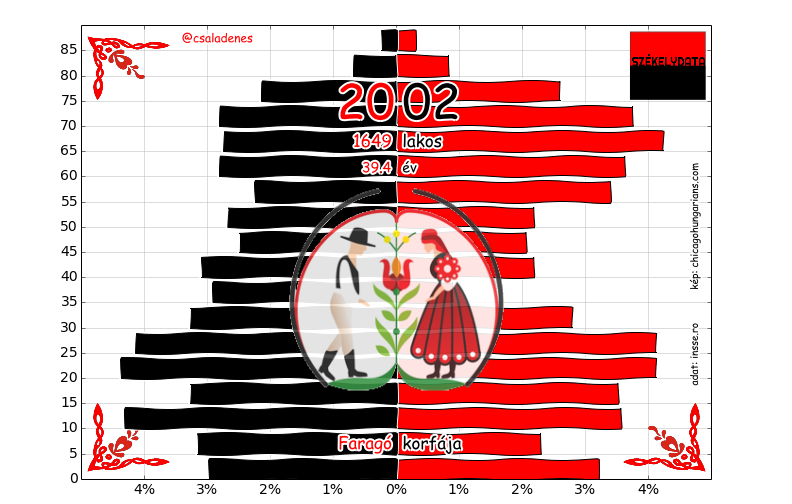 @csaladenes
SZÉKELYDATA
2002
1649 lakos
39.4 év
kép: chicagohungarians.com
adat: insse.ro
Faragó korfája
85
80
75
70
65
60
55
50
45
40
35
30
25
20
15
10
5
0
4% 3% 2% 1% 0% 1% 2% 3% 4%